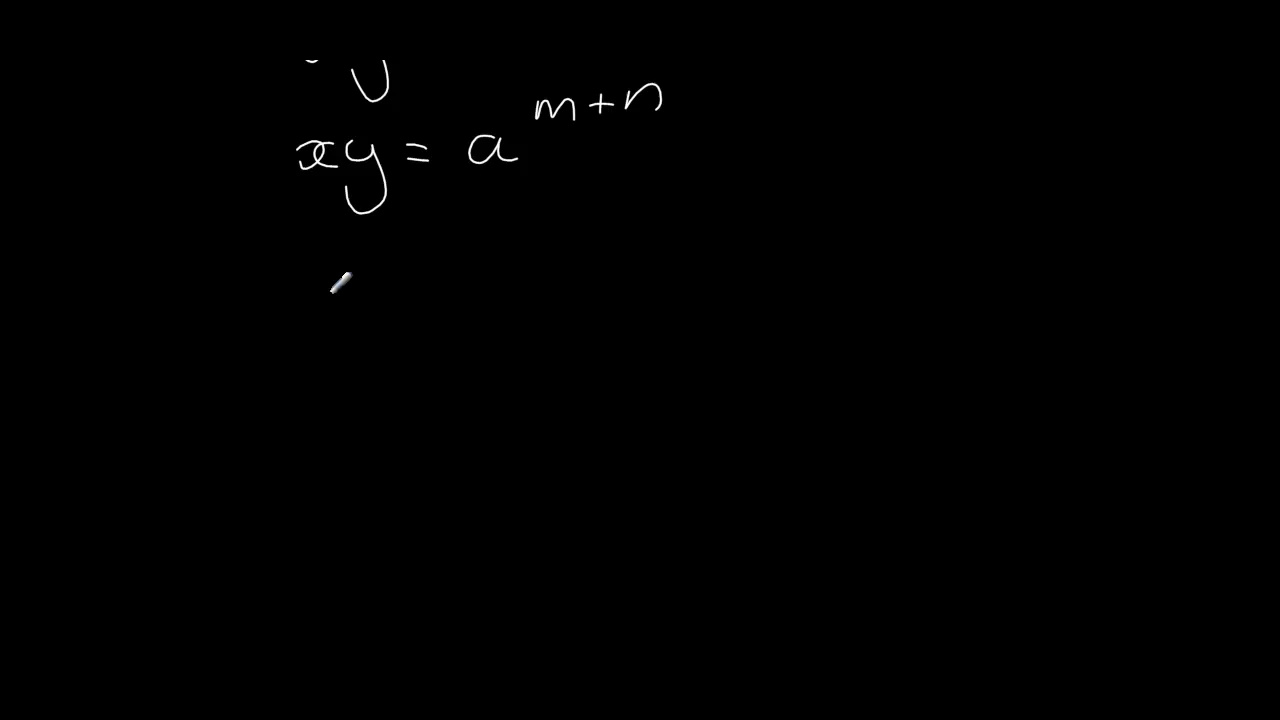 xy = a^{m+n}